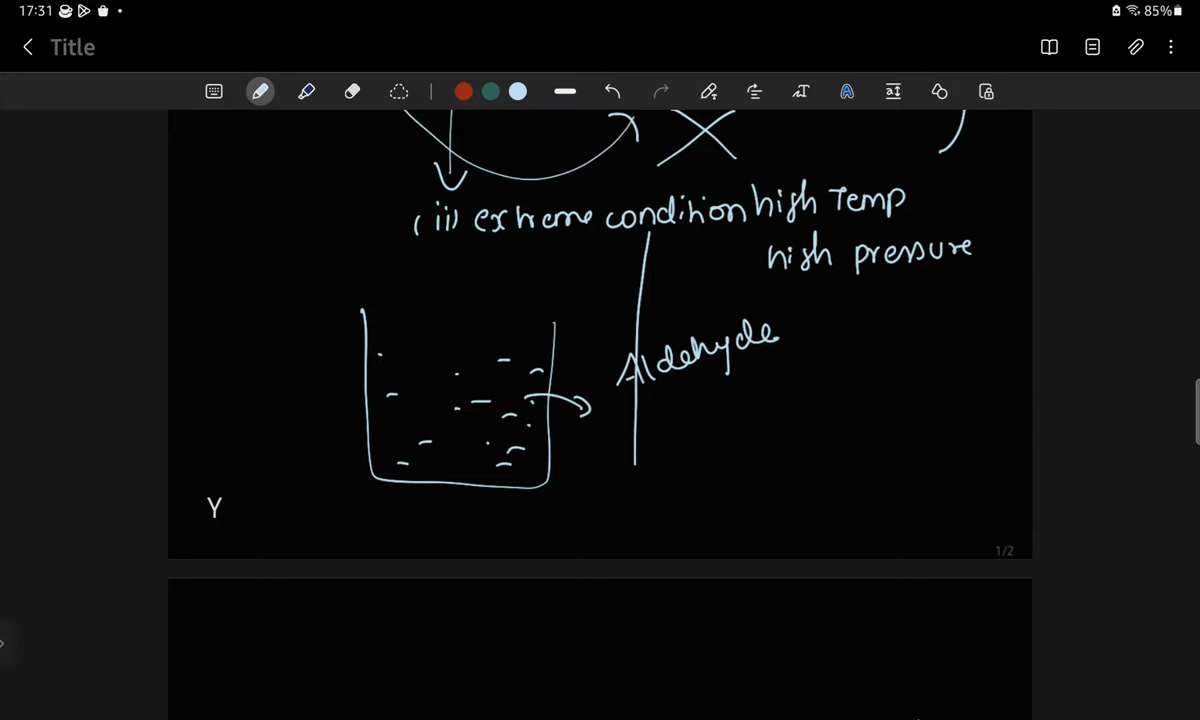 17:31
85%
Title
(ii) extreme condition high Temp
high pressure
Aldehyde
Y
1/2